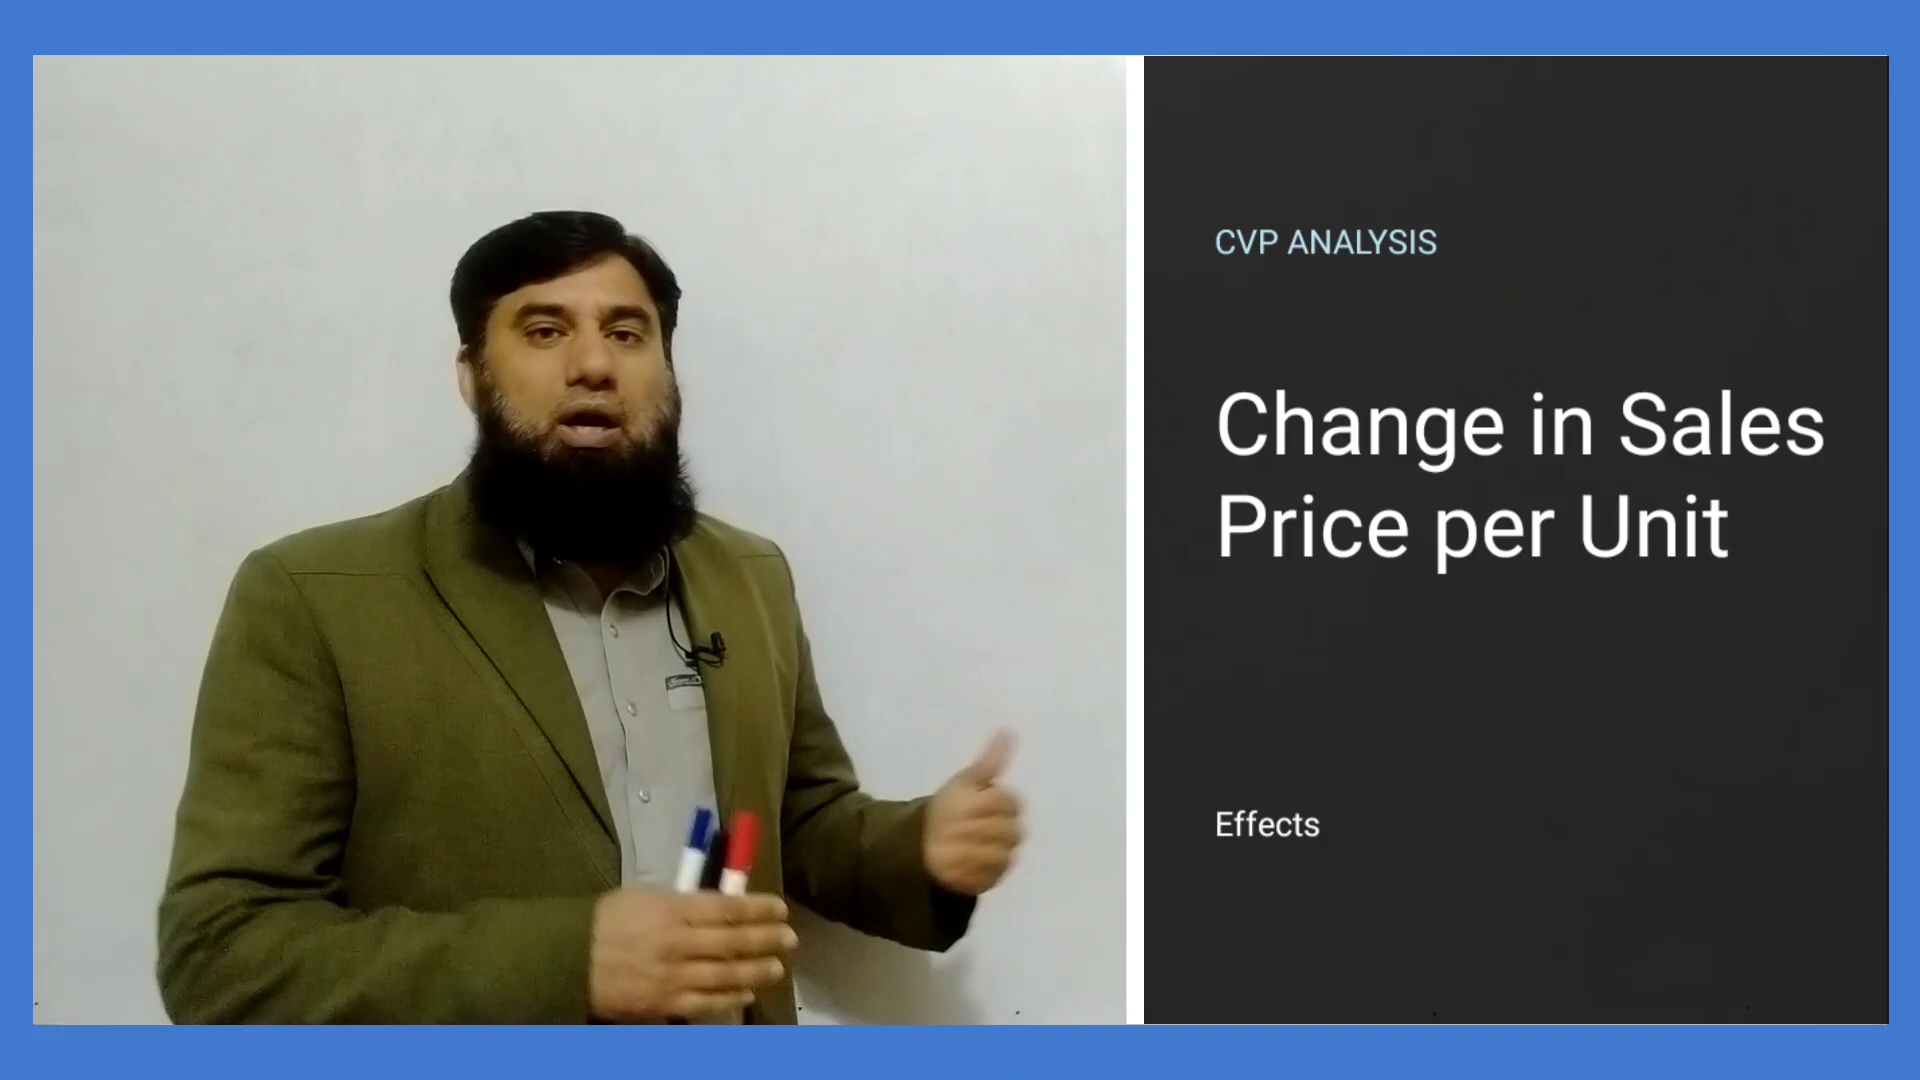 CVP ANALYSIS
Change in Sales
Price per Unit
Effects